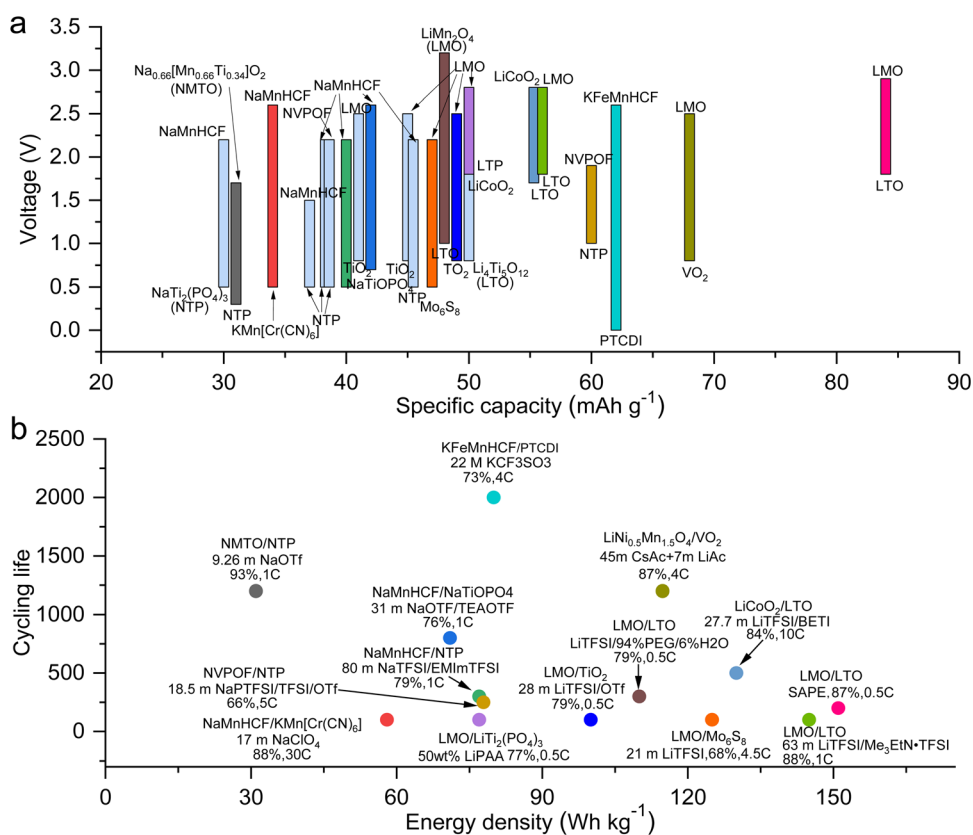 a
3.5
3.0
2.5
2.0
1.5
1.0
0.5
0.0
Voltage (V)
20
30
40
50
60
70
80
90
Specific capacity (mAh g⁻¹)
NaMnHCF
NaTi₂(PO₄)₃
(NTP)
Na₀.₆₆[Mn₀.₆₆Ti₀.₃₄]O₂
(NMTO)
NTP
NaMnHCF
KMn[Cr(CN)₆]
NaMnHCF
NVPOF
NTP
NaMnHCF
LMO
TiO₂
NaTiOPO₄
TiO₂
NTP
LiMn₂O₄
(LMO)
LMO
Mo₆S₈
LTO
TO₂
LTP
LiCoO₂
Li₄Ti₅O₁₂
(LTO)
LiCoO₂
LMO
LTO
LTO
NVPOF
NTP
KFeMnHCF
PTCDI
LMO
VO₂
LMO
LTO
b
2500
2000
1500
1000
500
0
Cycling life
0
30
60
90
120
150
Energy density (Wh kg⁻¹)
KFeMnHCF/PTCDI
22 M KCF3SO3
73%,4C
NMTO/NTP
9.26 m NaOTf
93%,1C
LiNi₀.₅Mn₁.₅O₄/VO₂
45m CsAc+7m LiAc
87%,4C
NaMnHCF/NaTiOPO4
31 m NaOTF/TEAOTF
76%,1C
LiCoO₂/LTO
27.7 m LiTFSI/BETI
84%,10C
LMO/LTO
LiTFSI/94%PEG/6%H2O
79%,0.5C
NaMnHCF/NTP
80 m NaTFSI/EMImTFSI
79%,1C
NVPOF/NTP
18.5 m NaPTFSI/TFSI/OTf
66%,5C
LMO/TiO₂
28 m LiTFSI/OTf
79%,0.5C
LMO/LTO
SAPE,87%,0.5C
NaMnHCF/KMn[Cr(CN)₆]
17 m NaClO₄
88%,30C
LMO/LiTi₂(PO₄)₃
50wt% LiPAA 77%,0.5C
LMO/Mo₆S₈
21 m LiTFSI,68%,4.5C
LMO/LTO
63 m LiTFSI/Me₃EtN•TFSI
88%,1C